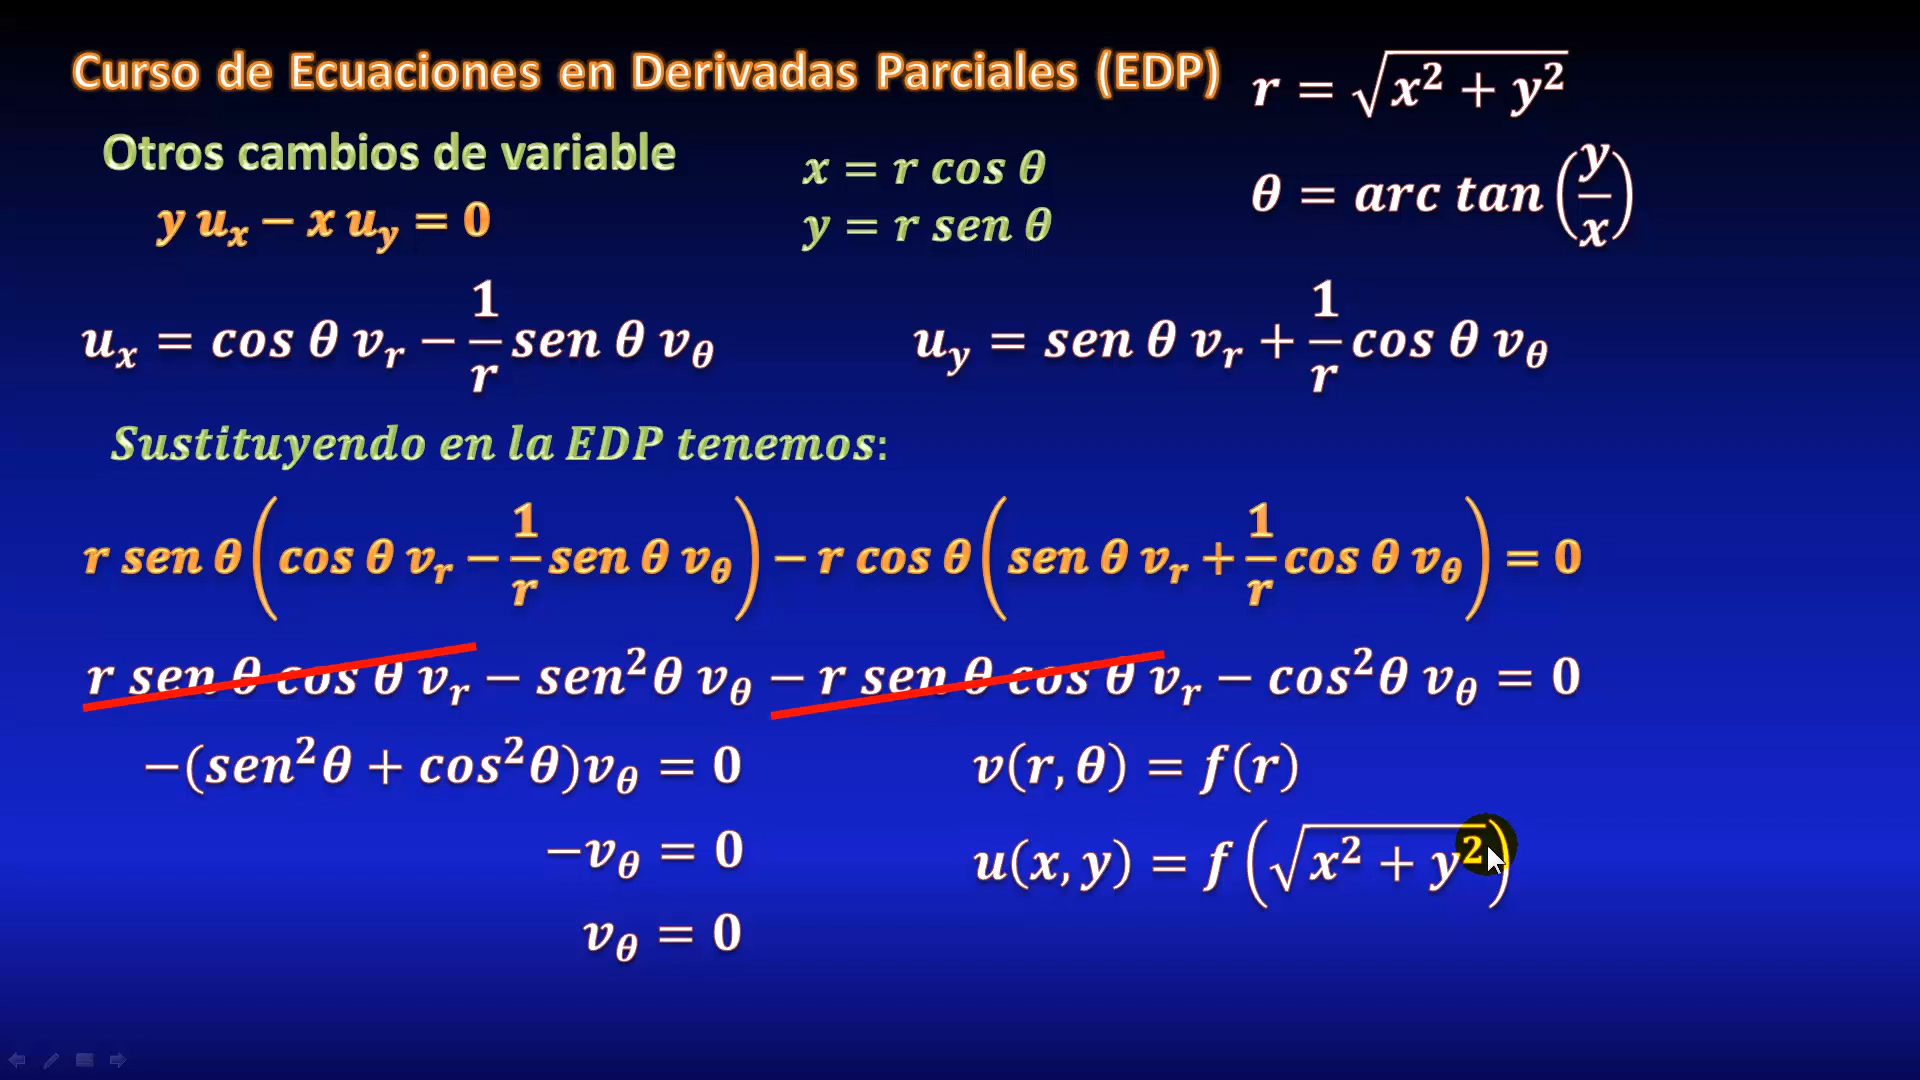 Curso de Ecuaciones en Derivadas Parciales (EDP)
r = √(x² + y²)
Otros cambios de variable
x = r cos θ
θ = arc tan (y/x)
y uₓ − x u_y = 0
y = r sen θ
uₓ = cos θ v_r − 1/r sen θ v_θ
u_y = sen θ v_r + 1/r cos θ v_θ
Sustituyendo en la EDP tenemos:
r sen θ (cos θ v_r − 1/r sen θ v_θ) − r cos θ (sen θ v_r + 1/r cos θ v_θ) = 0
r sen θ cos θ v_r − sen²θ v_θ − r sen θ cos θ v_r − cos²θ v_θ = 0
−(sen²θ + cos²θ)v_θ = 0
v(r, θ) = f(r)
−v_θ = 0
u(x, y) = f(√(x² + y²))
v_θ = 0